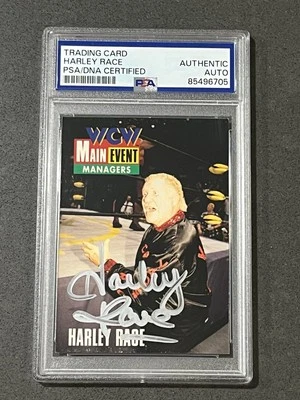 TRADING CARD
HARLEY RACE
PSA/DNA CERTIFIED
AUTHENTIC
AUTO
85496705
PSA
WCW
MAIN EVENT
MANAGERS
Harley
Race
HARLEY RACE